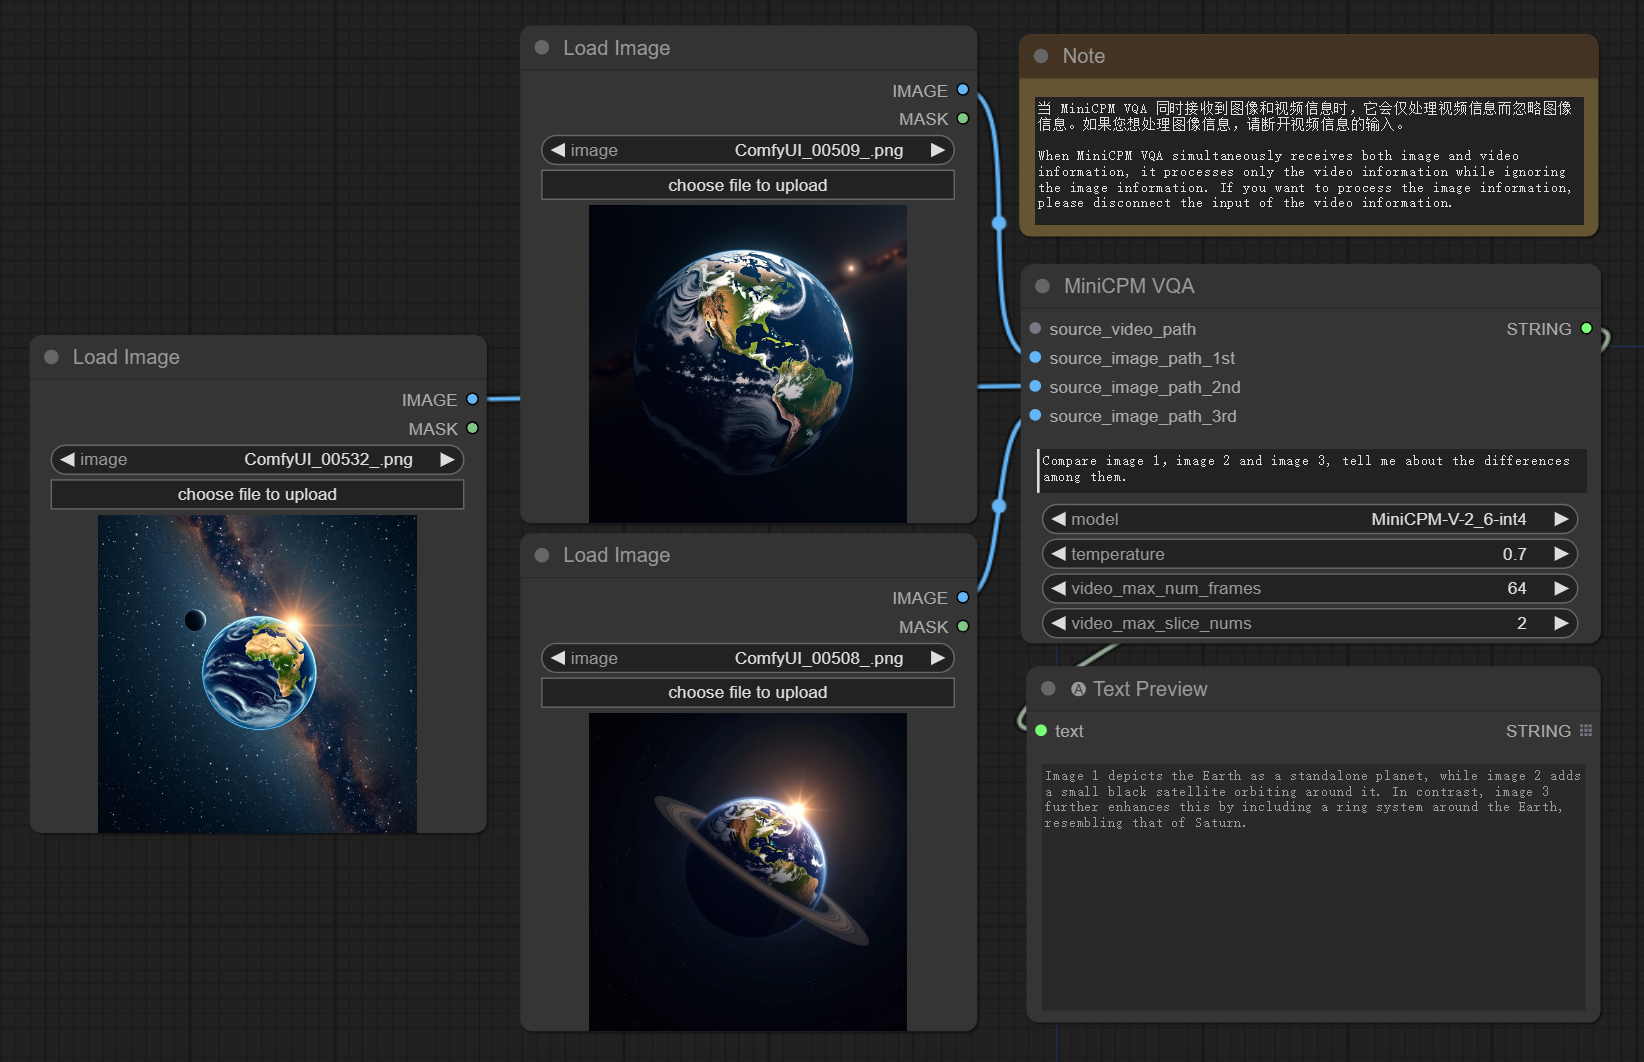 Load Image
IMAGE
MASK
image ComfyUI_00532_.png
choose file to upload
Load Image
IMAGE
MASK
image ComfyUI_00509_.png
choose file to upload
Load Image
IMAGE
MASK
image ComfyUI_00508_.png
choose file to upload
Note
当 MiniCPM VQA 同时接收到图像和视频信息时，它会仅处理视频信息而忽略图像
信息。如果您想处理图像信息，请断开视频信息的输入。
When MiniCPM VQA simultaneously receives both image and video
information, it processes only the video information while ignoring
the image information. If you want to process the image information,
please disconnect the input of the video information.
MiniCPM VQA
source_video_path STRING
source_image_path_1st
source_image_path_2nd
source_image_path_3rd
Compare image 1, image 2 and image 3, tell me about the differences
among them.
model MiniCPM-V-2_6-int4
temperature 0.7
video_max_num_frames 64
video_max_slice_nums 2
A Text Preview
text STRING
Image 1 depicts the Earth as a standalone planet, while image 2 adds
a small black satellite orbiting around it. In contrast, image 3
further enhances this by including a ring system around the Earth,
resembling that of Saturn.